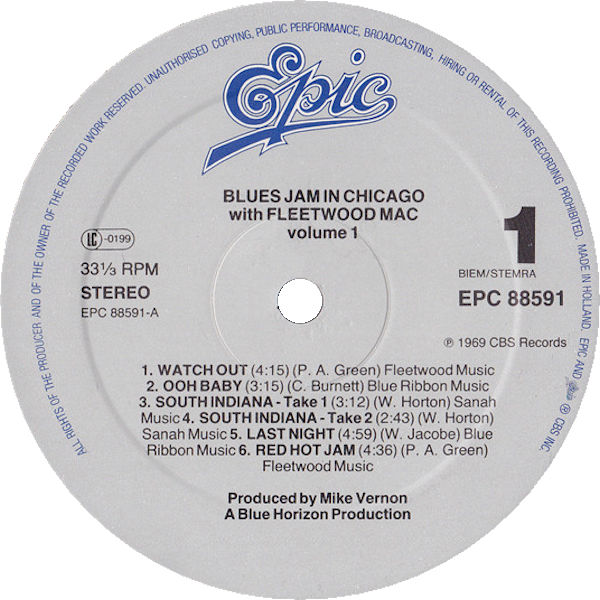 ALL RIGHTS OF THE PRODUCER AND OF THE OWNER OF THE RECORDED WORK RESERVED. UNAUTHORISED COPYING, PUBLIC PERFORMANCE, BROADCASTING, HIRING OR RENTAL OF THIS RECORDING PROHIBITED. MADE IN HOLLAND. EPIC AND Epic ® CBS INC.
Epic
BLUES JAM IN CHICAGO
with FLEETWOOD MAC
volume 1
1
LC -0199
33⅓ RPM
STEREO
EPC 88591-A
BIEM/STEMRA
EPC 88591
℗ 1969 CBS Records
1. WATCH OUT (4:15) (P. A. Green) Fleetwood Music
2. OOH BABY (3:15) (C. Burnett) Blue Ribbon Music
3. SOUTH INDIANA - Take 1 (3:12) (W. Horton) Sanah
Music 4. SOUTH INDIANA - Take 2 (2:43) (W. Horton)
Sanah Music 5. LAST NIGHT (4:59) (W. Jacobe) Blue
Ribbon Music 6. RED HOT JAM (4:36) (P. A. Green)
Fleetwood Music
Produced by Mike Vernon
A Blue Horizon Production